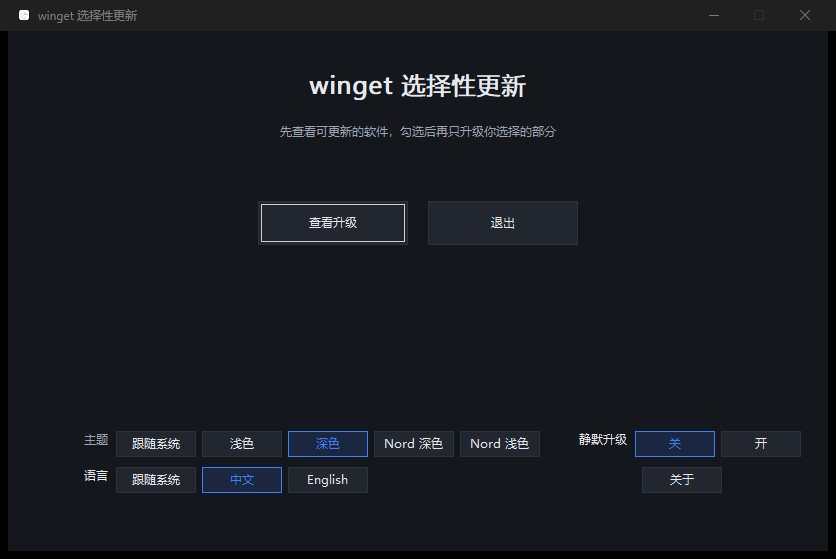 winget 选择性更新
winget 选择性更新
先查看可更新的软件，勾选后再只升级你选择的部分
查看升级 退出
主题 跟随系统 浅色 深色 Nord 深色 Nord 浅色 静默升级 关 开
语言 跟随系统 中文 English 关于